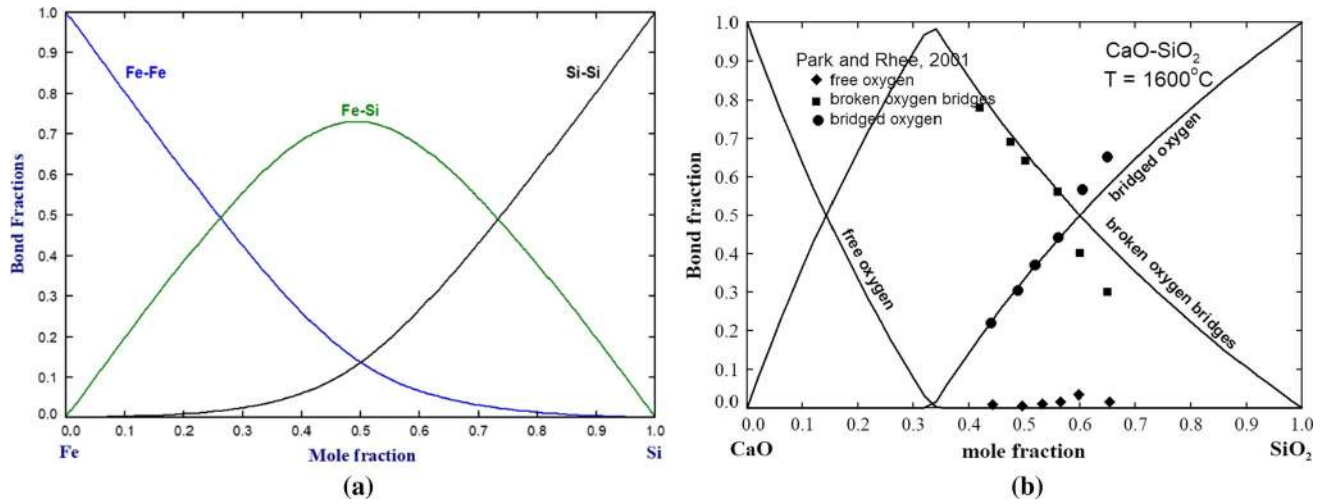 1.0
0.9
0.8
0.7
0.6
0.5
0.4
0.3
0.2
0.1
0.0
Bond Fractions
Fe-Fe
Fe-Si
Si-Si
0.0 0.1 0.2 0.3 0.4 0.5 0.6 0.7 0.8 0.9 1.0
Fe Mole fraction Si
(a)
1.0
0.9
0.8
0.7
0.6
0.5
0.4
0.3
0.2
0.1
0.0
Bond fraction
Park and Rhee, 2001
free oxygen
broken oxygen bridges
bridged oxygen
CaO-SiO₂
T = 1600°C
free oxygen
bridged oxygen
broken oxygen bridges
0.0 0.1 0.2 0.3 0.4 0.5 0.6 0.7 0.8 0.9 1.0
CaO mole fraction SiO₂
(b)